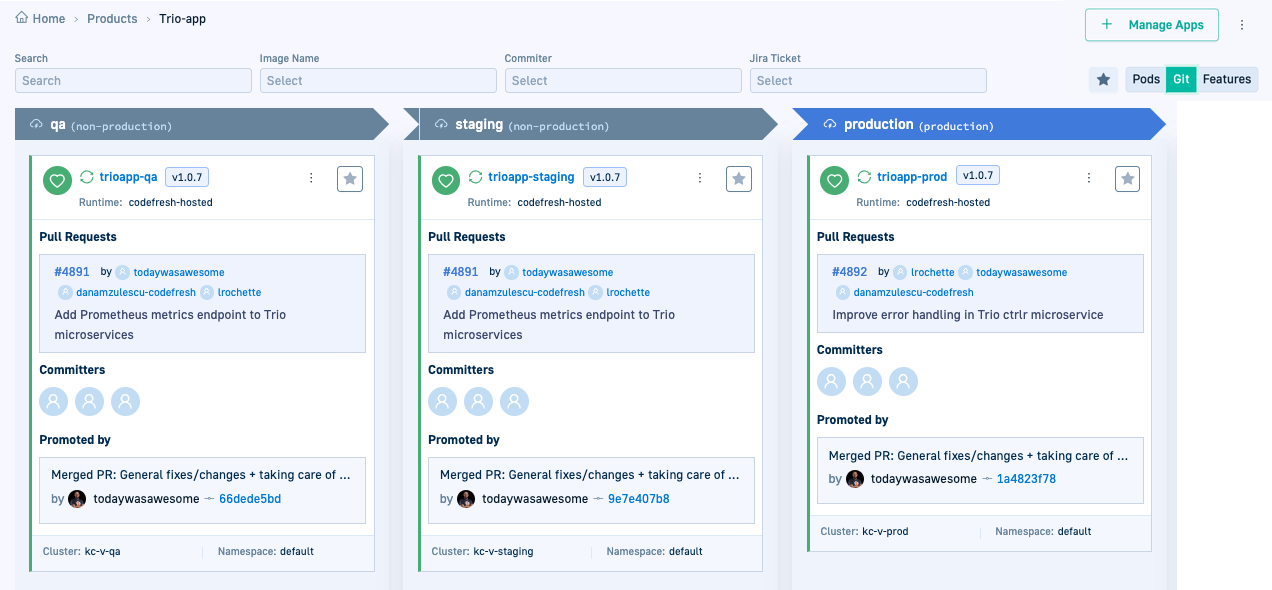 Home > Products > Trio-app
+ Manage Apps
Search
Image Name
Commiter
Jira Ticket
Search
Select
Select
Select
Pods Git Features
qa (non-production)
trioapp-qa v1.0.7
Runtime: codefresh-hosted
Pull Requests
#4891 by todaywasawesome
danamzulescu-codefresh lrochette
Add Prometheus metrics endpoint to Trio
microservices
Committers
Promoted by
Merged PR: General fixes/changes + taking care of ...
by todaywasawesome 66dede5bd
Cluster: kc-v-qa Namespace: default
staging (non-production)
trioapp-staging v1.0.7
Runtime: codefresh-hosted
Pull Requests
#4891 by todaywasawesome
danamzulescu-codefresh lrochette
Add Prometheus metrics endpoint to Trio
microservices
Committers
Promoted by
Merged PR: General fixes/changes + taking care of ...
by todaywasawesome 9e7e407b8
Cluster: kc-v-staging Namespace: default
production (production)
trioapp-prod v1.0.7
Runtime: codefresh-hosted
Pull Requests
#4892 by lrochette todaywasawesome
danamzulescu-codefresh
Improve error handling in Trio ctrlr microservice
Committers
Promoted by
Merged PR: General fixes/changes + taking care of ...
by todaywasawesome 1a4823f78
Cluster: kc-v-prod Namespace: default